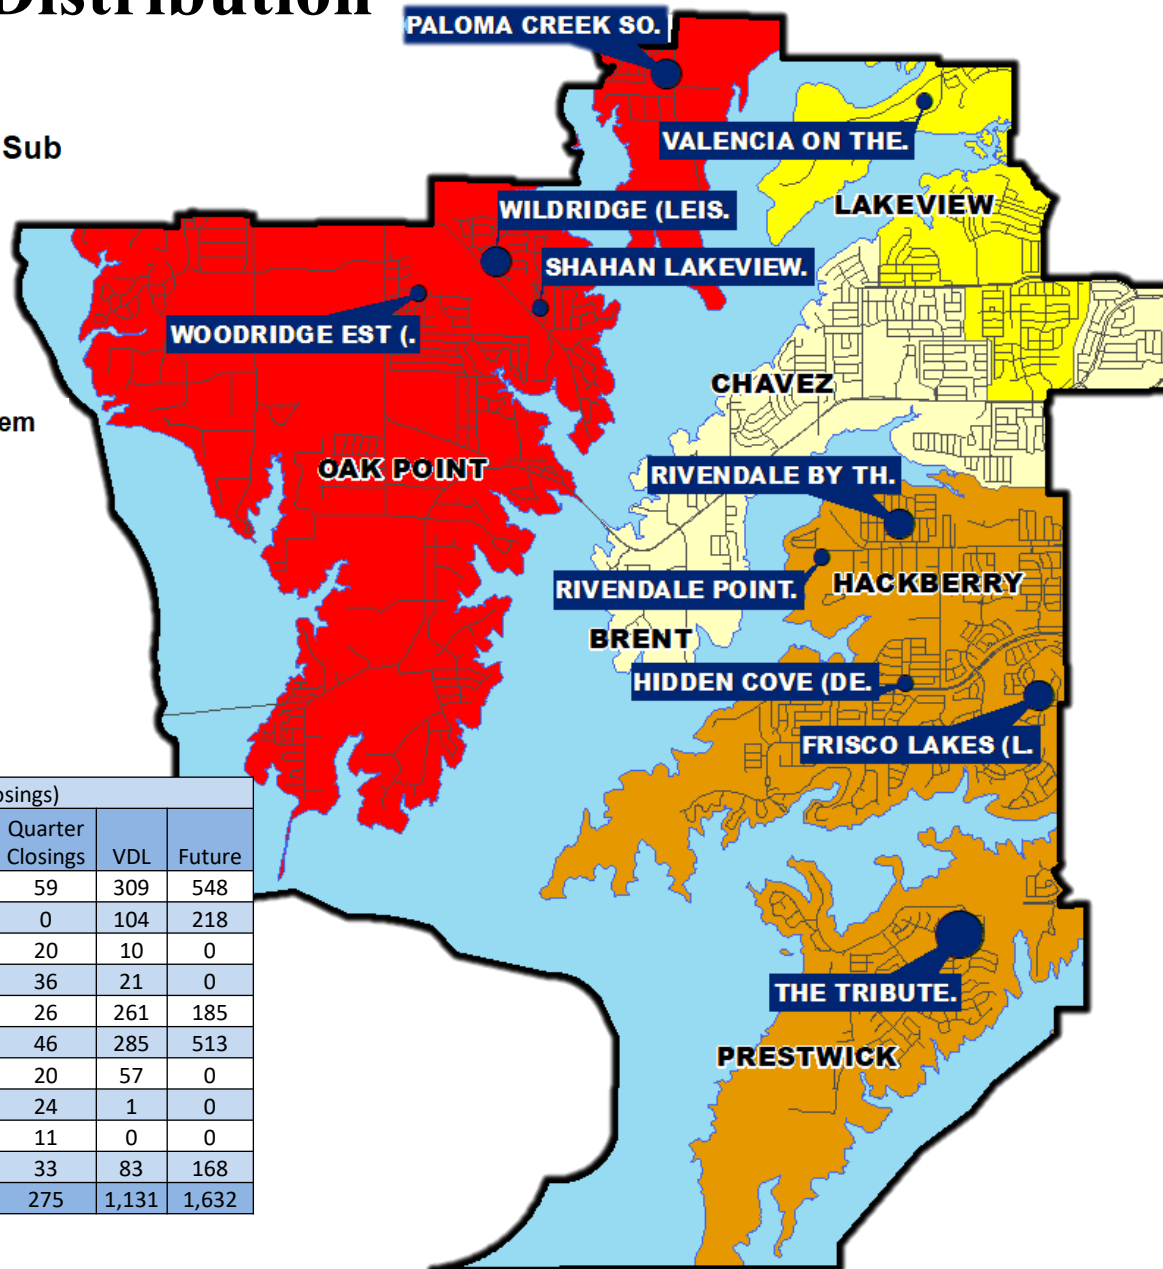 Distribution
PALOMA CREEK SO.
Sub
VALENCIA ON THE.
LAKEVIEW
WILDRIDGE (LEIS.
SHAHAN LAKEVIEW.
WOODRIDGE EST (.
CHAVEZ
em
OAK POINT
RIVENDALE BY TH.
RIVENDALE POINT.
HACKBERRY
BRENT
HIDDEN COVE (DE.
FRISCO LAKES (L.
osings)
Quarter
Closings VDL Future
59 309 548
0 104 218
20 10 0
36 21 0
26 261 185
46 285 513
20 57 0
24 1 0
11 0 0
33 83 168
275 1,131 1,632
THE TRIBUTE.
PRESTWICK